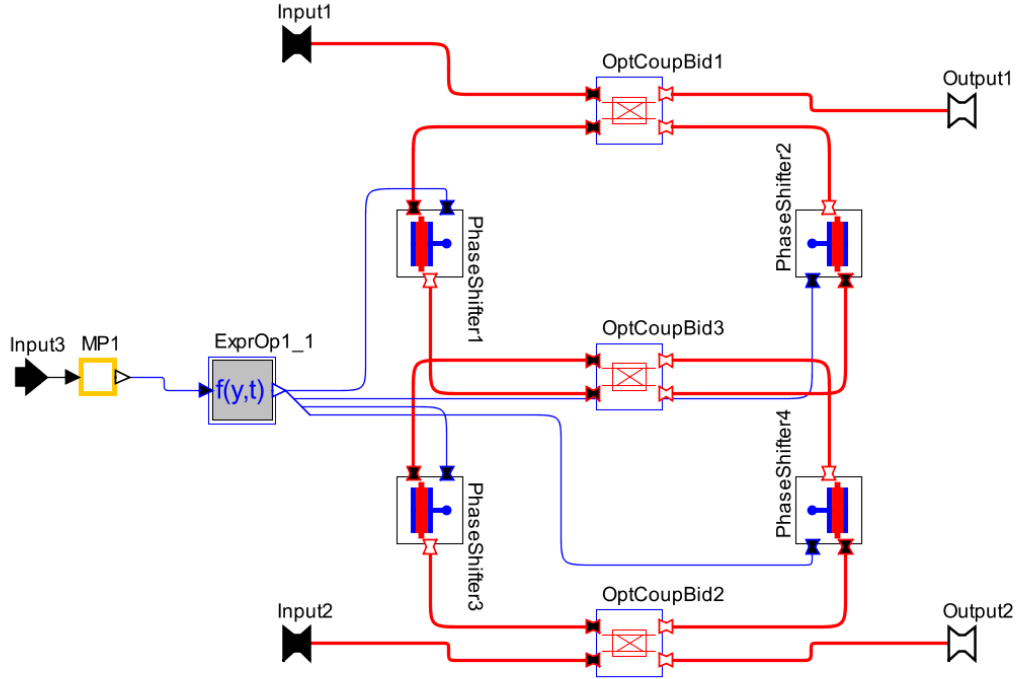 Input1
OptCoupBid1
Output1
PhaseShifter2
PhaseShifter1
OptCoupBid3
Input3
MP1
ExprOp1_1
f(y,t)
PhaseShifter4
PhaseShifter3
Input2
OptCoupBid2
Output2